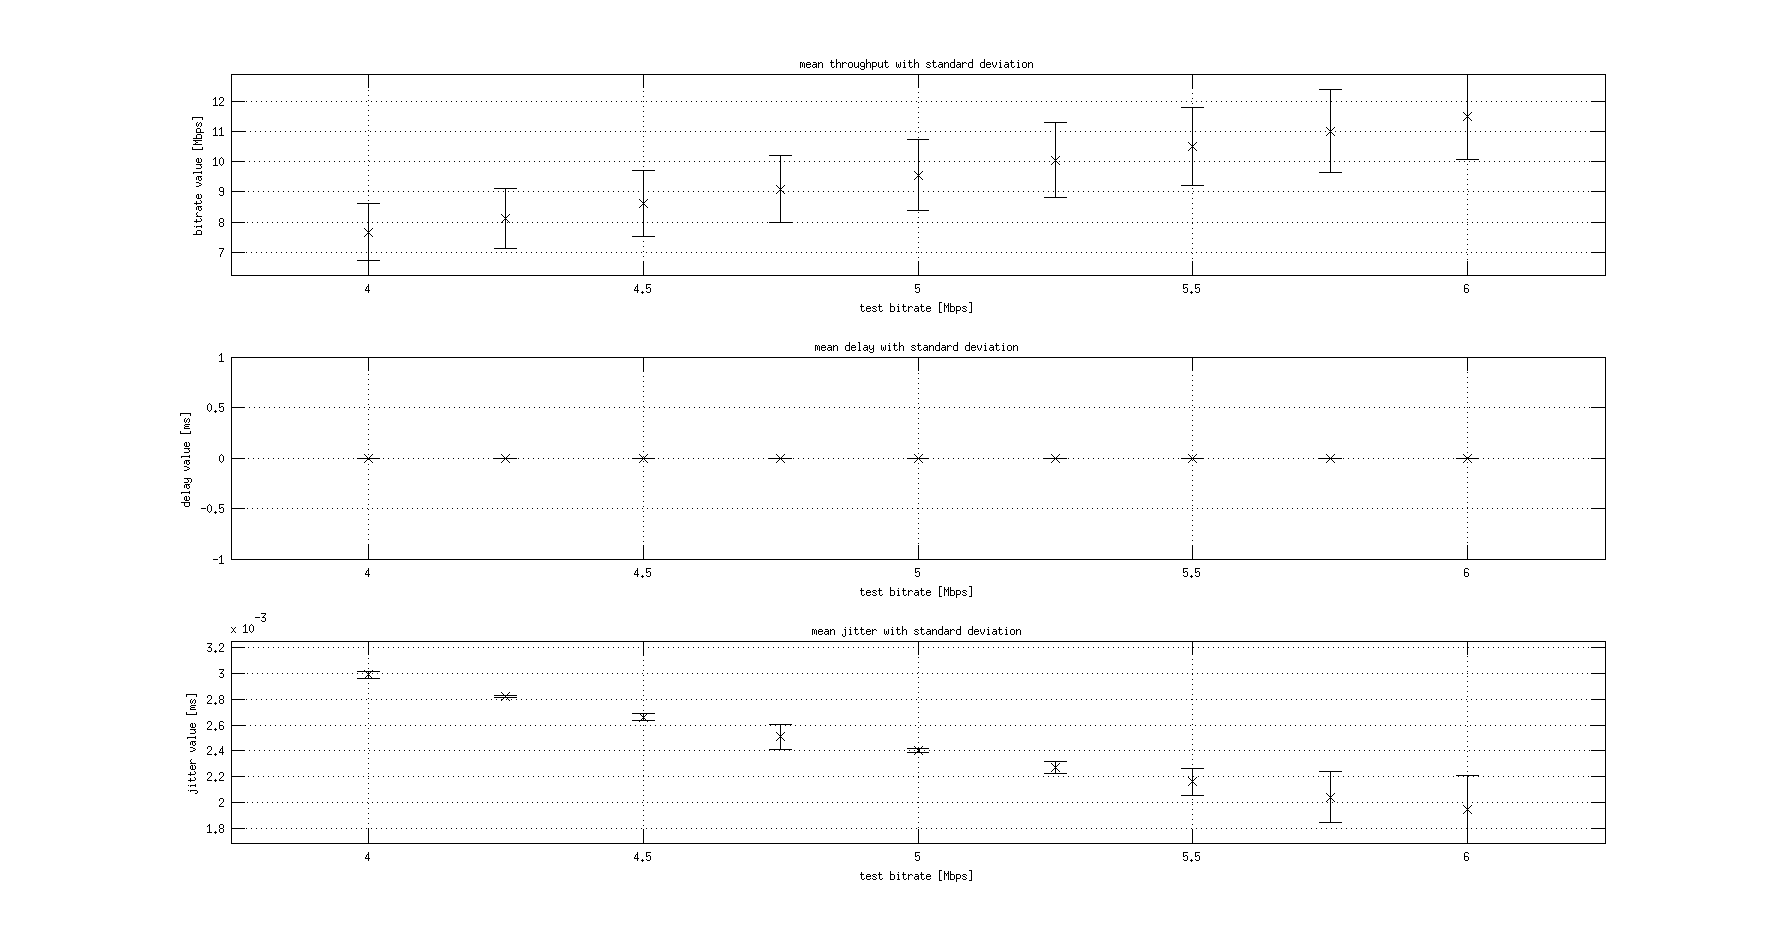 mean throughput with standard deviation
12
11
10
9
8
7
bitrate value [Mbps]
4 4.5 5 5.5 6
test bitrate [Mbps]
mean delay with standard deviation
1
0.5
0
-0.5
-1
delay value [ms]
4 4.5 5 5.5 6
test bitrate [Mbps]
x 10^-3
mean jitter with standard deviation
3.2
3
2.8
2.6
2.4
2.2
2
1.8
jitter value [ms]
4 4.5 5 5.5 6
test bitrate [Mbps]